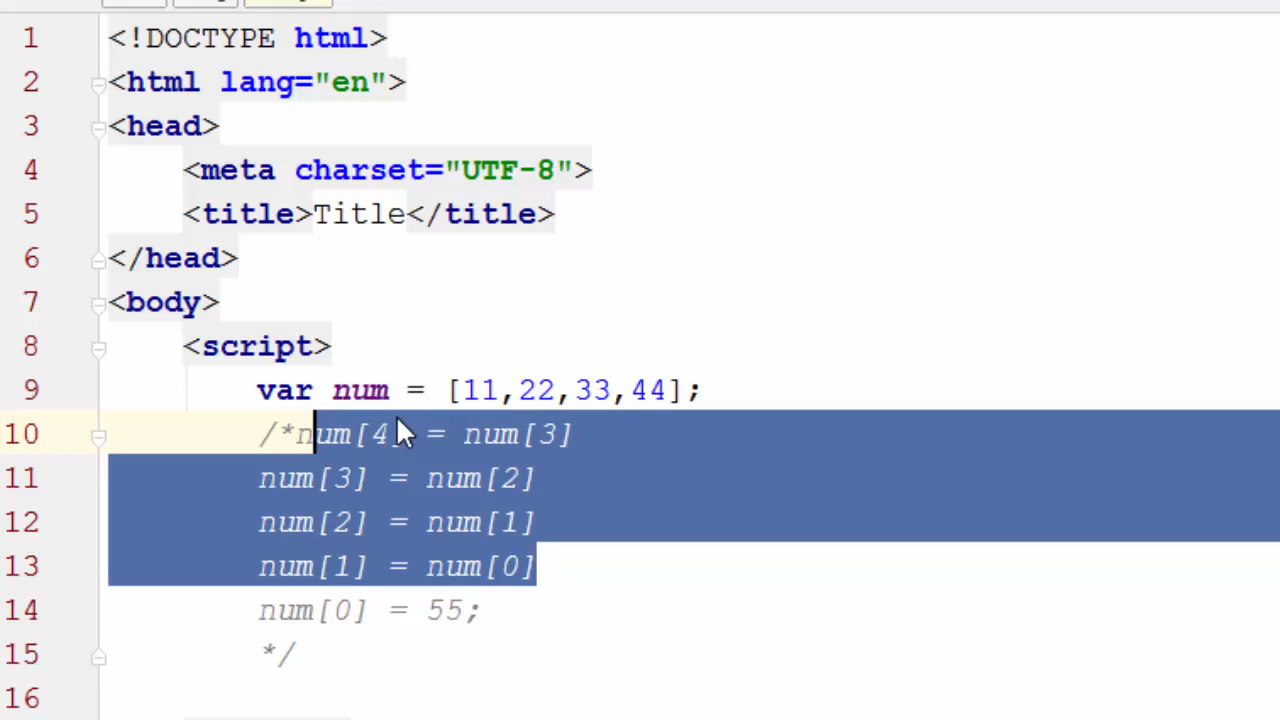 1 <!DOCTYPE html>
2 <html lang="en">
3 <head>
4 <meta charset="UTF-8">
5 <title>Title</title>
6 </head>
7 <body>
8 <script>
9 var num = [11,22,33,44];
10 /*num[4] = num[3]
11 num[3] = num[2]
12 num[2] = num[1]
13 num[1] = num[0]
14 num[0] = 55;
15 */
16